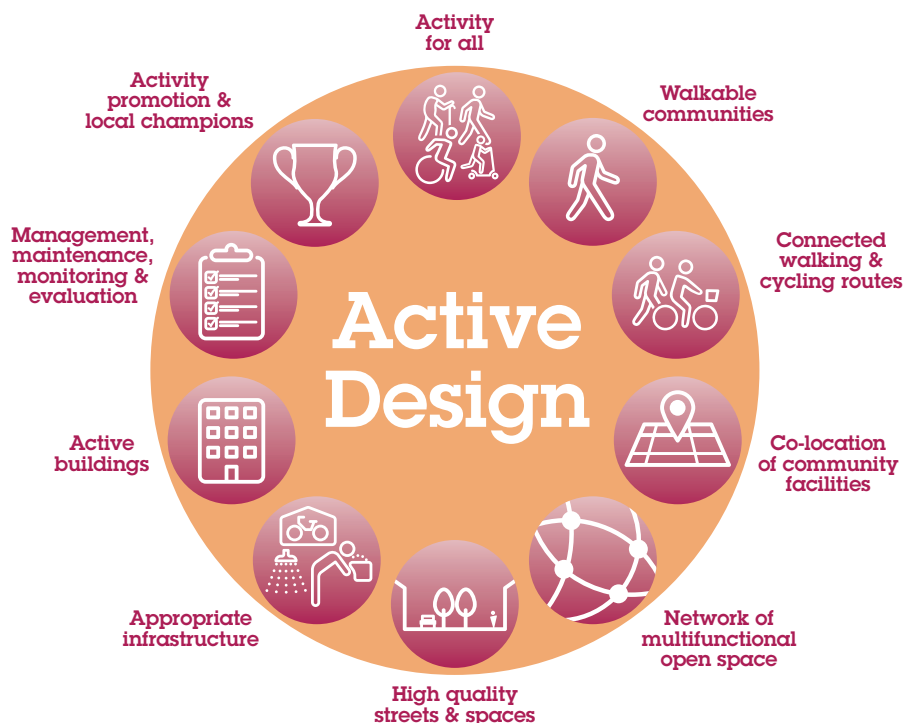 Activity
for all
Walkable
communities
Connected
walking &
cycling routes
Co-location
of community
facilities
Network of
multifunctional
open space
High quality
streets & spaces
Appropriate
infrastructure
Active
buildings
Management,
maintenance,
monitoring &
evaluation
Activity
promotion &
local champions
Active
Design